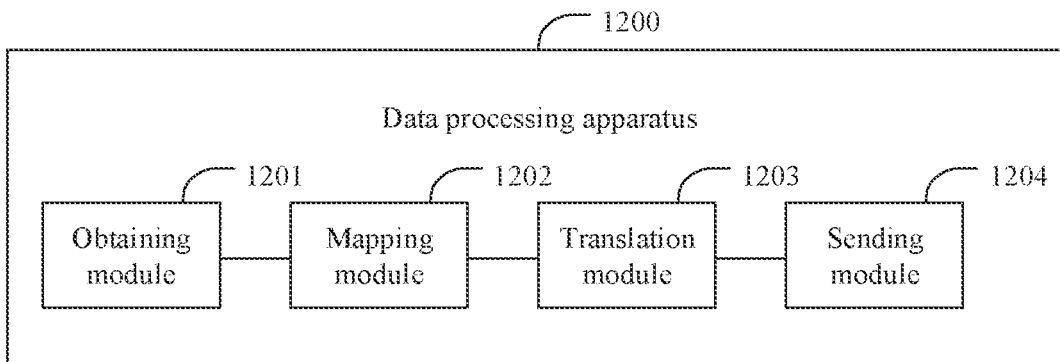 1200
Data processing apparatus
1201
1202
1203
1204
Obtaining
module
Mapping
module
Translation
module
Sending
module